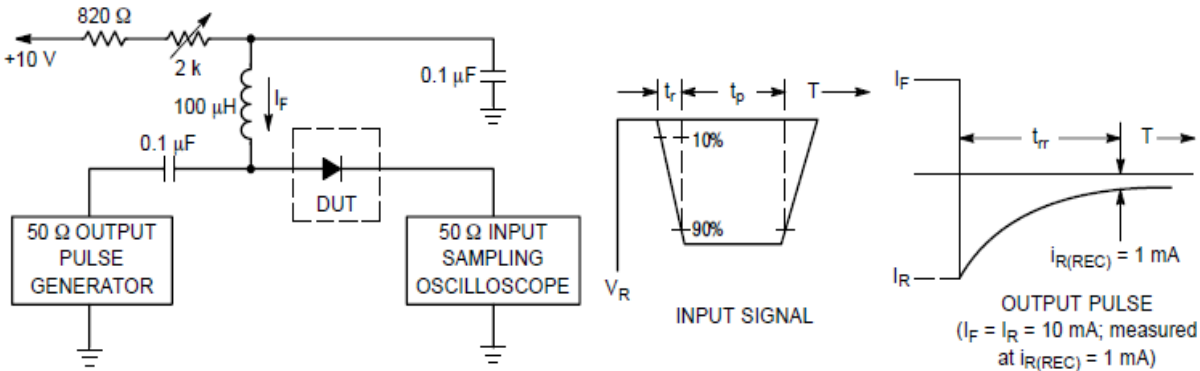 820 Ω
+10 V
2 k
0.1 µF
100 µH
I_F
0.1 µF
DUT
50 Ω OUTPUT
PULSE
GENERATOR
50 Ω INPUT
SAMPLING
OSCILLOSCOPE
t_r t_p T
10%
90%
V_R
INPUT SIGNAL
I_F
t_rr T
i_R(REC) = 1 mA
I_R
OUTPUT PULSE
(I_F = I_R = 10 mA; measured
at i_R(REC) = 1 mA)